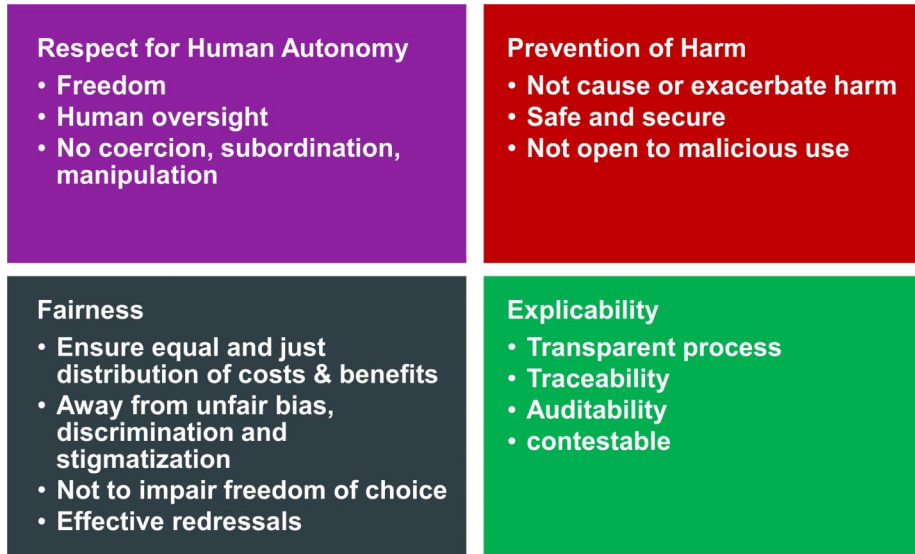 Respect for Human Autonomy
• Freedom
• Human oversight
• No coercion, subordination,
manipulation
Prevention of Harm
• Not cause or exacerbate harm
• Safe and secure
• Not open to malicious use
Fairness
• Ensure equal and just
distribution of costs & benefits
• Away from unfair bias,
discrimination and
stigmatization
• Not to impair freedom of choice
• Effective redressals
Explicability
• Transparent process
• Traceability
• Auditability
• contestable